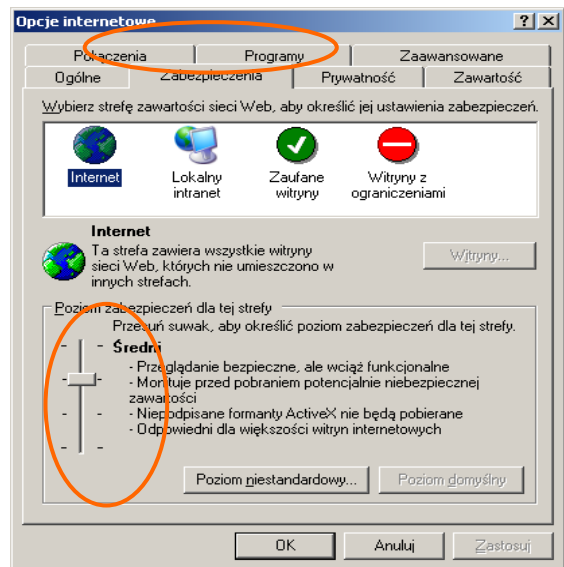 Opcje internetowe
Połączenia Programy Zaawansowane
Ogólne Zabezpieczenia Prywatność Zawartość
Wybierz strefę zawartości sieci Web, aby określić jej ustawienia zabezpieczeń.
Internet Lokalny intranet Zaufane witryny Witryny z ograniczeniami
Internet
Ta strefa zawiera wszystkie witryny
sieci Web, których nie umieszczono w
innych strefach.
Witryny...
Poziom zabezpieczeń dla tej strefy
Przesuń suwak, aby określić poziom zabezpieczeń dla tej strefy.
Średni
- Przeglądanie bezpieczne, ale wciąż funkcjonalne
- Monituje przed pobraniem potencjalnie niebezpiecznej
zawartości
- Niepodpisane formanty ActiveX nie będą pobierane
- Odpowiedni dla większości witryn internetowych
Poziom niestandardowy... Poziom domyślny
OK Anuluj Zastosuj